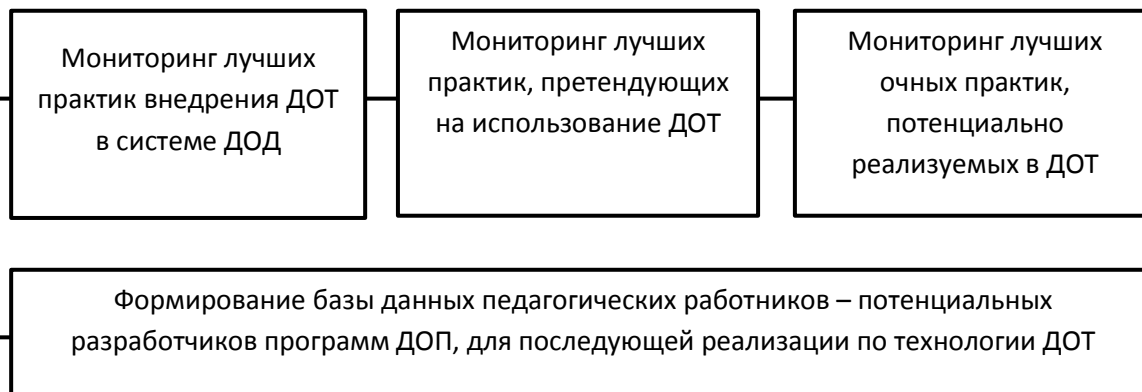 Мониторинг лучших
практик внедрения ДОТ
в системе ДОД
Мониторинг лучших
практик, претендующих
на использование ДОТ
Мониторинг лучших
очных практик,
потенциально
реализуемых в ДОТ
Формирование базы данных педагогических работников – потенциальных
разработчиков программ ДОП, для последующей реализации по технологии ДОТ